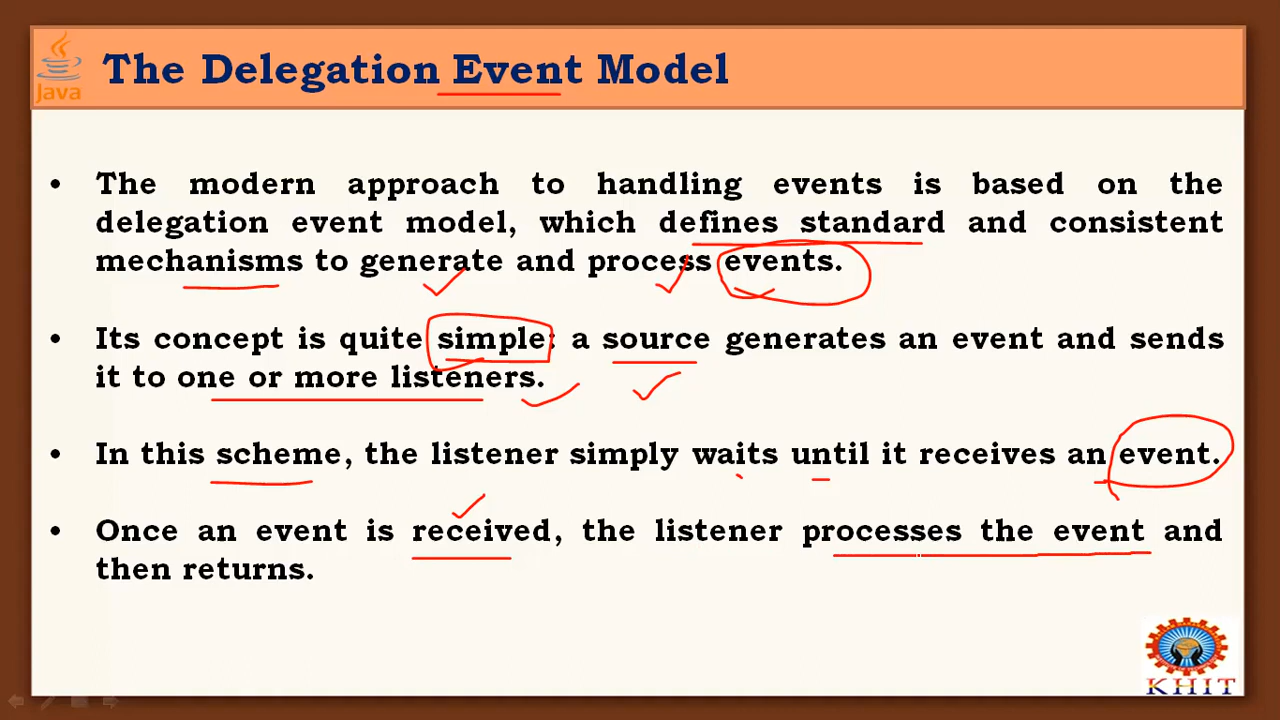 Java
The Delegation Event Model
• The modern approach to handling events is based on the
delegation event model, which defines standard and consistent
mechanisms to generate and process events.
• Its concept is quite simple: a source generates an event and sends
it to one or more listeners.
• In this scheme, the listener simply waits until it receives an event.
• Once an event is received, the listener processes the event and
then returns.
KHIT